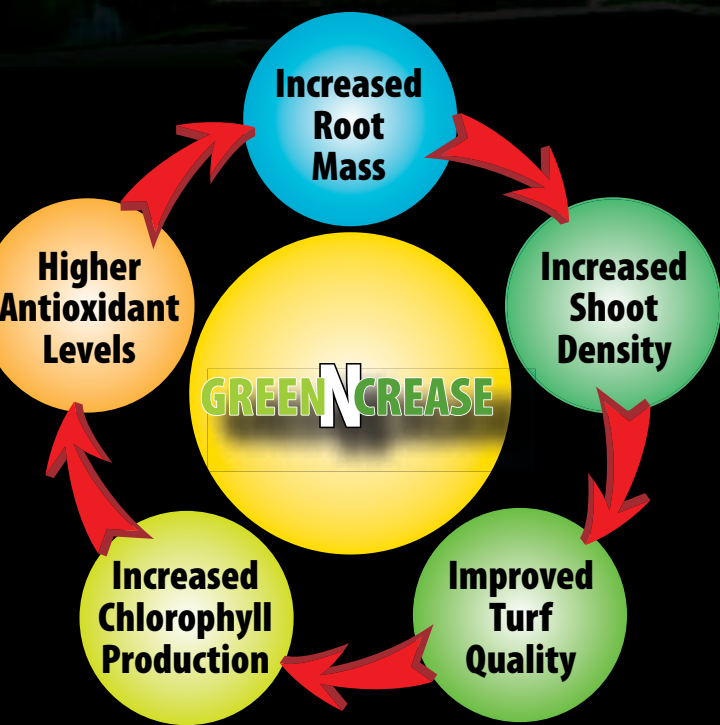 Increased
Root
Mass
Increased
Shoot
Density
Improved
Turf
Quality
Increased
Chlorophyll
Production
Higher
Antioxidant
Levels
GREENNCREASE